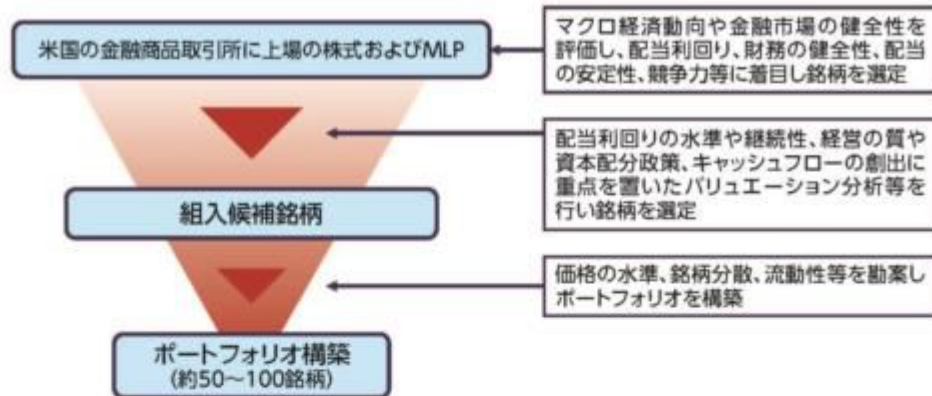 米国の金融商品取引所に上場の株式およびMLP
マクロ経済動向や金融市場の健全性を
評価し、配当利回り、財務の健全性、配当
の安定性、競争力等に着目し銘柄を選定
配当利回りの水準や継続性、経営の質や
資本配分政策、キャッシュフローの創出に
重点を置いたバリュエーション分析等を
行い銘柄を選定
組入候補銘柄
価格の水準、銘柄分散、流動性等を勘案し
ポートフォリオを構築
ポートフォリオ構築
(約50〜100銘柄)